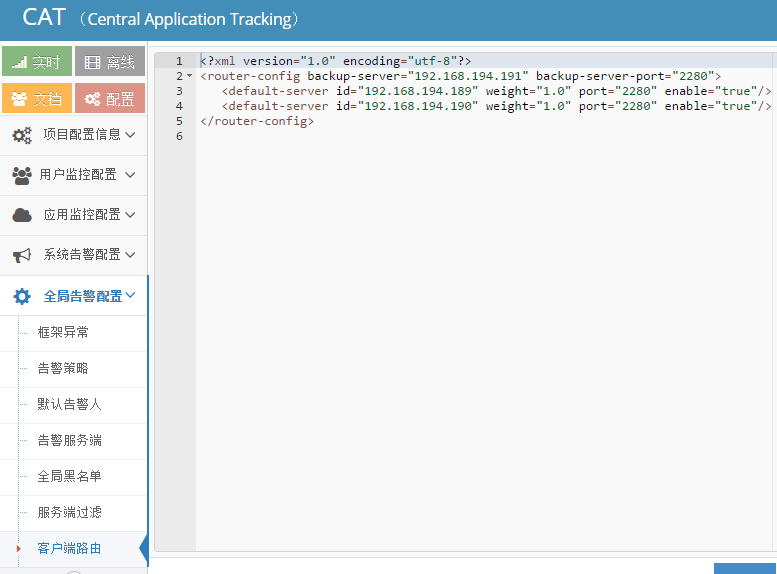 CAT （Central Application Tracking）
实时 离线
文档 配置
项目配置信息
用户监控配置
应用监控配置
系统告警配置
全局告警配置
框架异常
告警策略
默认告警人
告警服务端
全局黑名单
服务端过滤
客户端路由
1 <?xml version="1.0" encoding="utf-8"?>
2 <router-config backup-server="192.168.194.191" backup-server-port="2280">
3 <default-server id="192.168.194.189" weight="1.0" port="2280" enable="true"/>
4 <default-server id="192.168.194.190" weight="1.0" port="2280" enable="true"/>
5 </router-config>
6